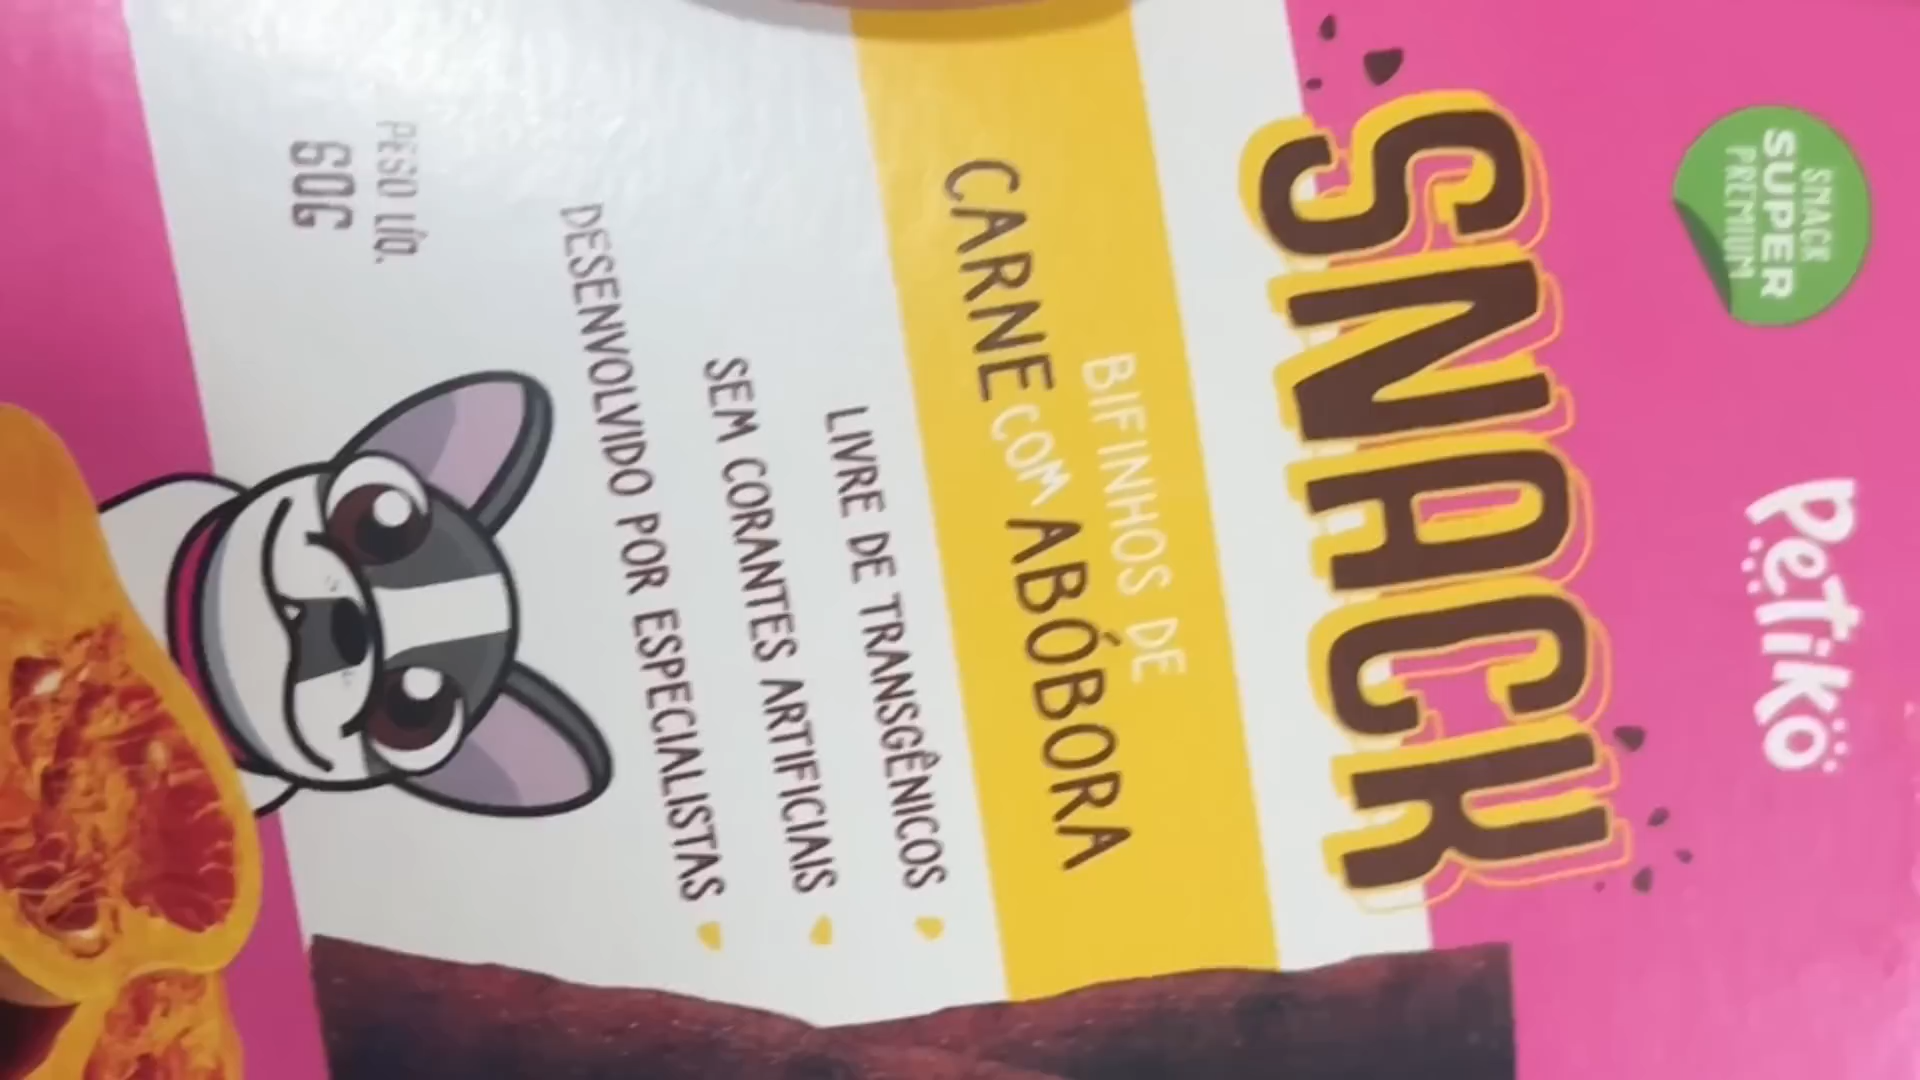 PeTiko
SNACK
SUPER
PREMIUM
SNACK
BIFINHOS DE
CARNE COM ABÓBORA
LIVRE DE TRANSGÊNICOS
SEM CORANTES ARTIFICIAIS
DESENVOLVIDO POR ESPECIALISTAS
PESO LÍQ.
60G